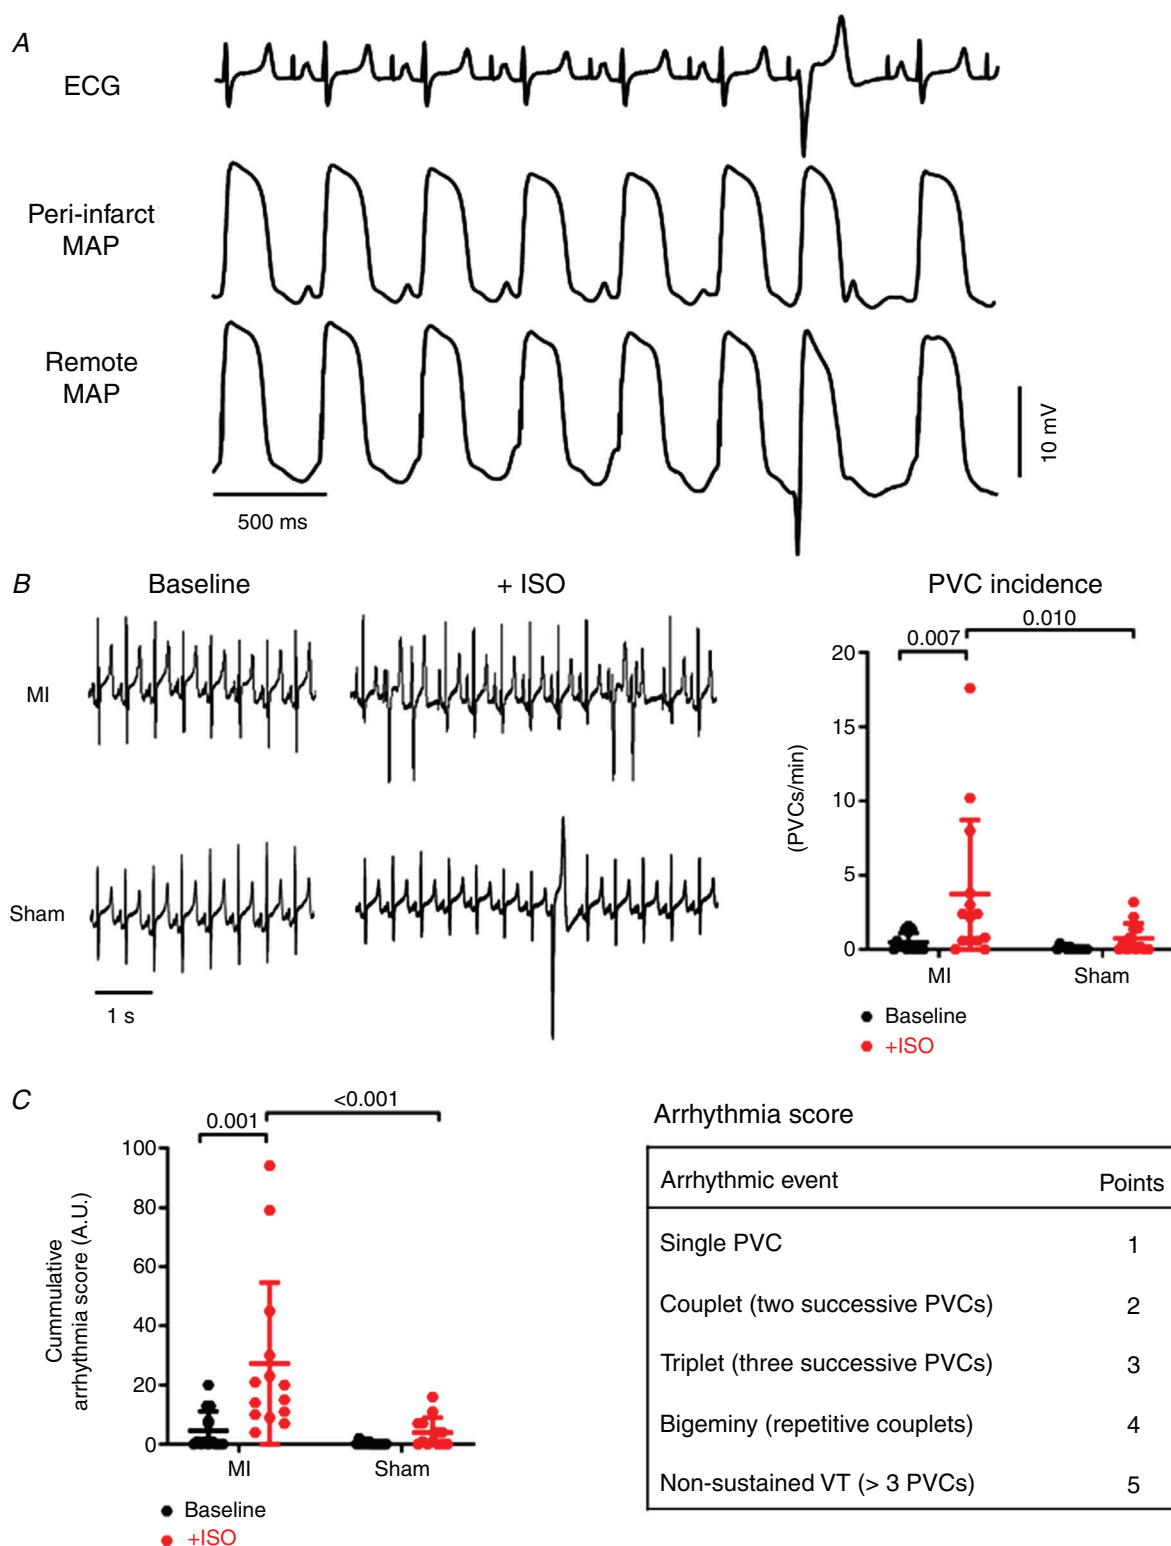 A
ECG
Peri-infarct
MAP
Remote
MAP
10 mV
500 ms
B
Baseline
+ ISO
PVC incidence
MI
Sham
1 s
0.007
0.010
(PVCs/min)
20
15
10
5
0
MI
Sham
Baseline
+ISO
C
0.001
<0.001
Cummulative
arrhythmia score (A.U.)
100
80
60
40
20
0
MI
Sham
Baseline
+ISO
Arrhythmia score
Arrhythmic event Points
Single PVC 1
Couplet (two successive PVCs) 2
Triplet (three successive PVCs) 3
Bigeminy (repetitive couplets) 4
Non-sustained VT (> 3 PVCs) 5